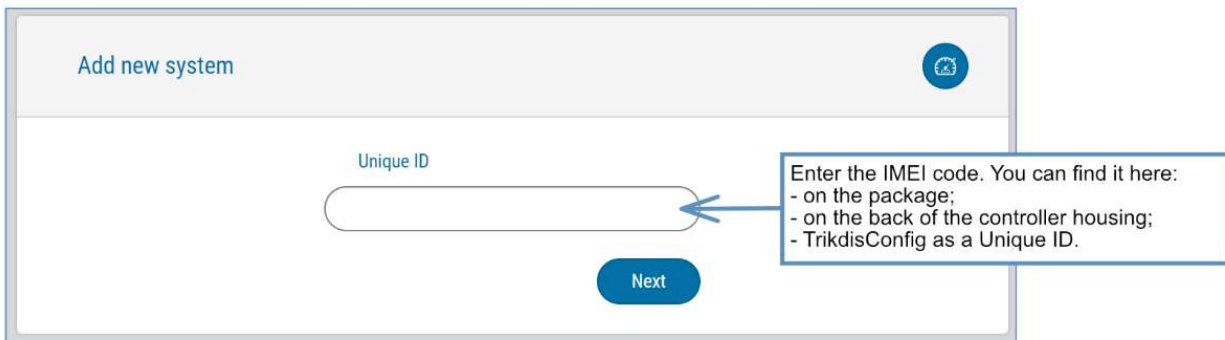 Add new system
Unique ID
Enter the IMEI code. You can find it here:
- on the package;
- on the back of the controller housing;
- TrikdisConfig as a Unique ID.
Next